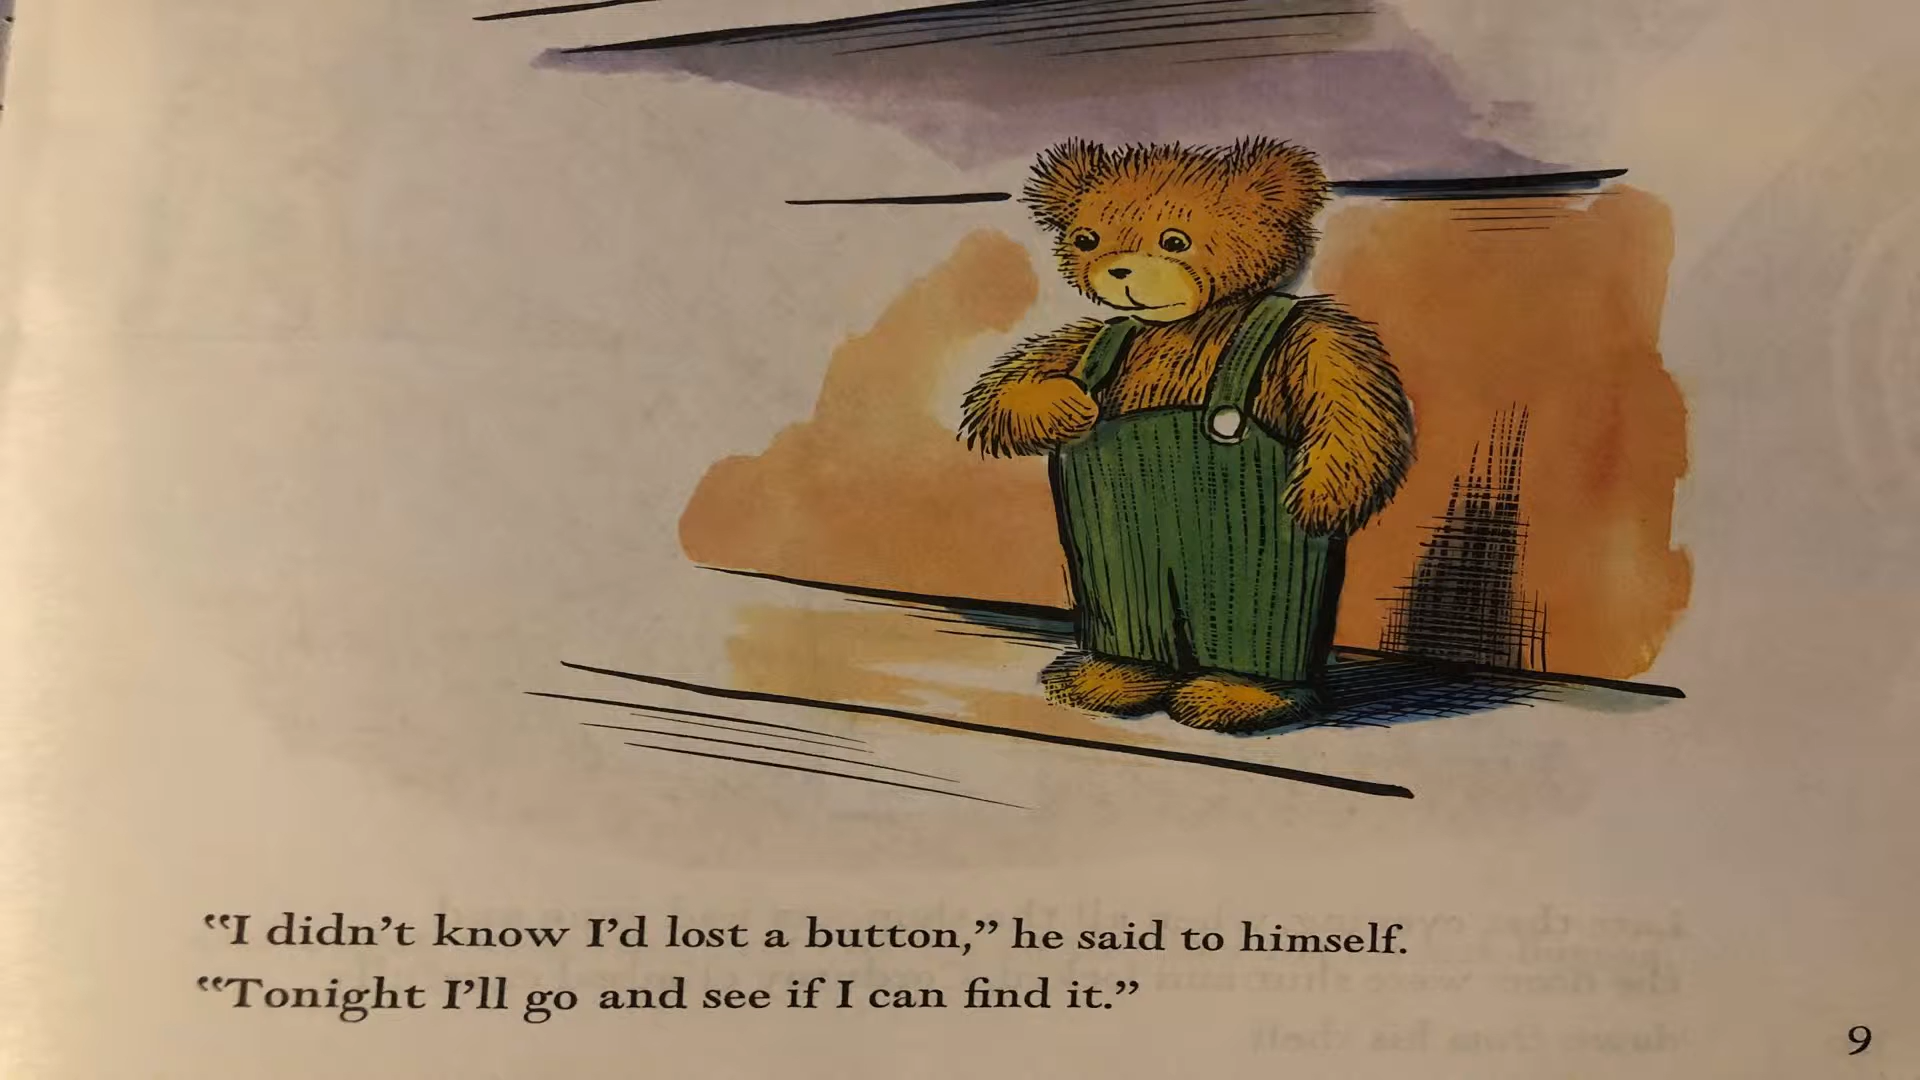 “I didn’t know I’d lost a button,” he said to himself.
“Tonight I’ll go and see if I can find it.”
9